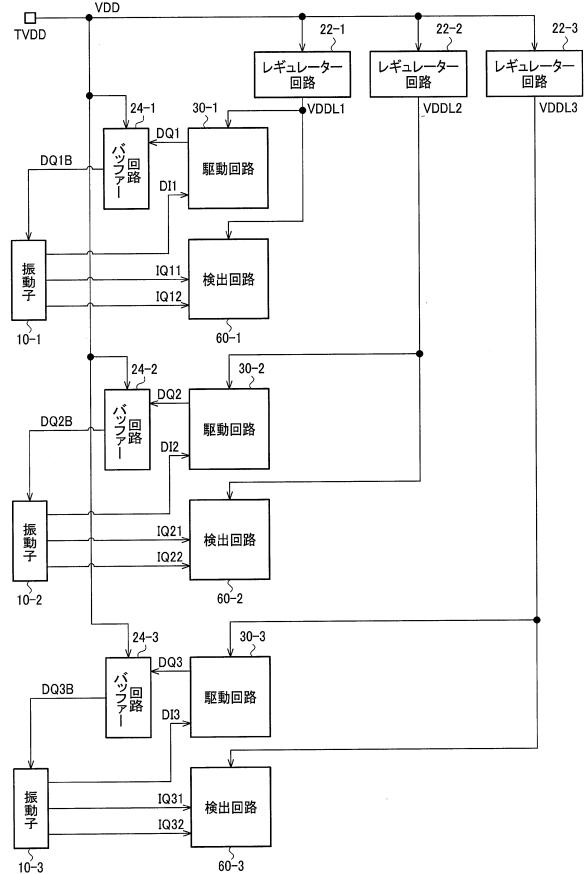 VDD
TVDD
22-1
22-2
22-3
レギュレーター
回路
レギュレーター
回路
レギュレーター
回路
VDDL1
VDDL2
VDDL3
24-1
30-1
DQ1
バッファー
回路
駆動回路
DQ1B
DI1
振動子
IQ11
検出回路
IQ12
10-1
60-1
24-2
30-2
DQ2
バッファー
回路
駆動回路
DQ2B
DI2
振動子
IQ21
検出回路
IQ22
10-2
60-2
24-3
30-3
DQ3
バッファー
回路
駆動回路
DQ3B
DI3
振動子
IQ31
検出回路
IQ32
10-3
60-3